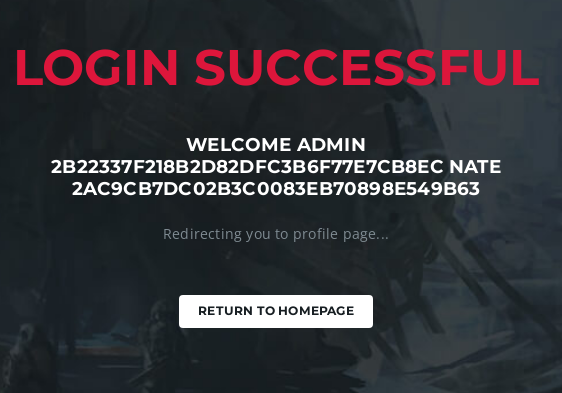 LOGIN SUCCESSFUL
WELCOME ADMIN
2B22337F218B2D82DFC3B6F77E7CB8EC NATE
2AC9CB7DC02B3C0083EB70898E549B63
Redirecting you to profile page...
RETURN TO HOMEPAGE